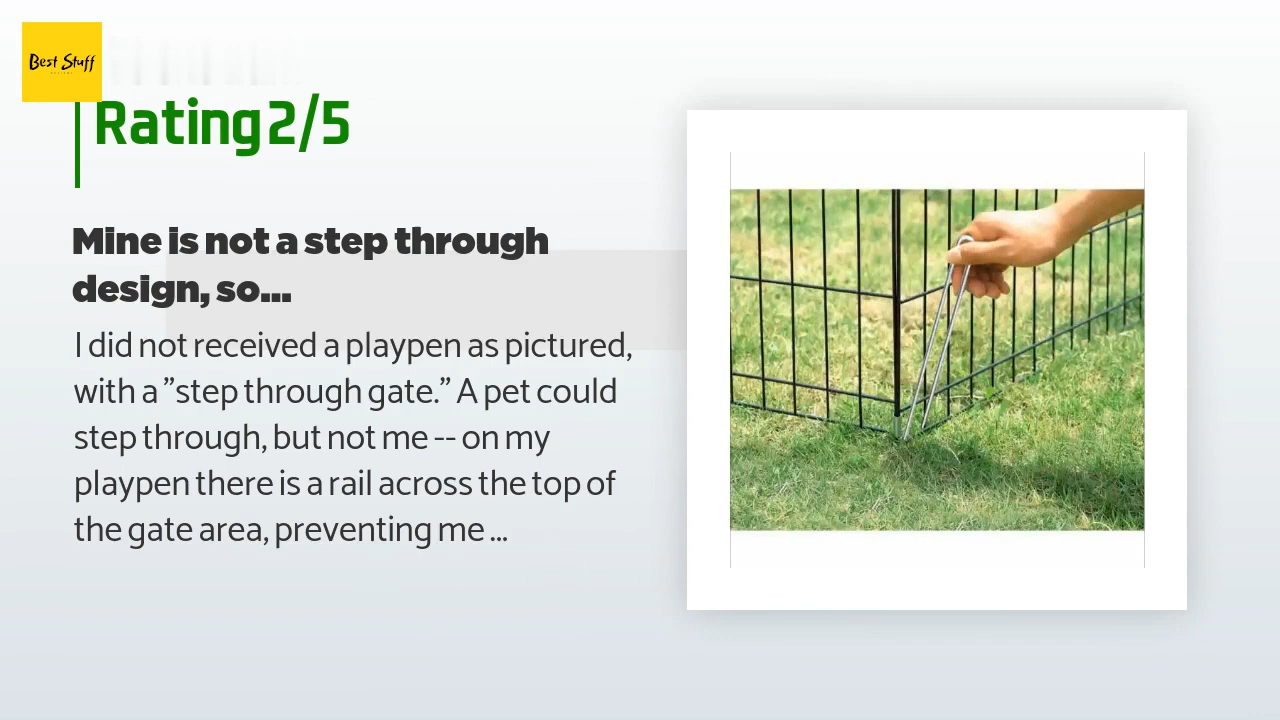 Best Stuff
Rating 2/5
Mine is not a step through
design, so...
I did not received a playpen as pictured,
with a "step through gate." A pet could
step through, but not me -- on my
playpen there is a rail across the top of
the gate area, preventing me ...